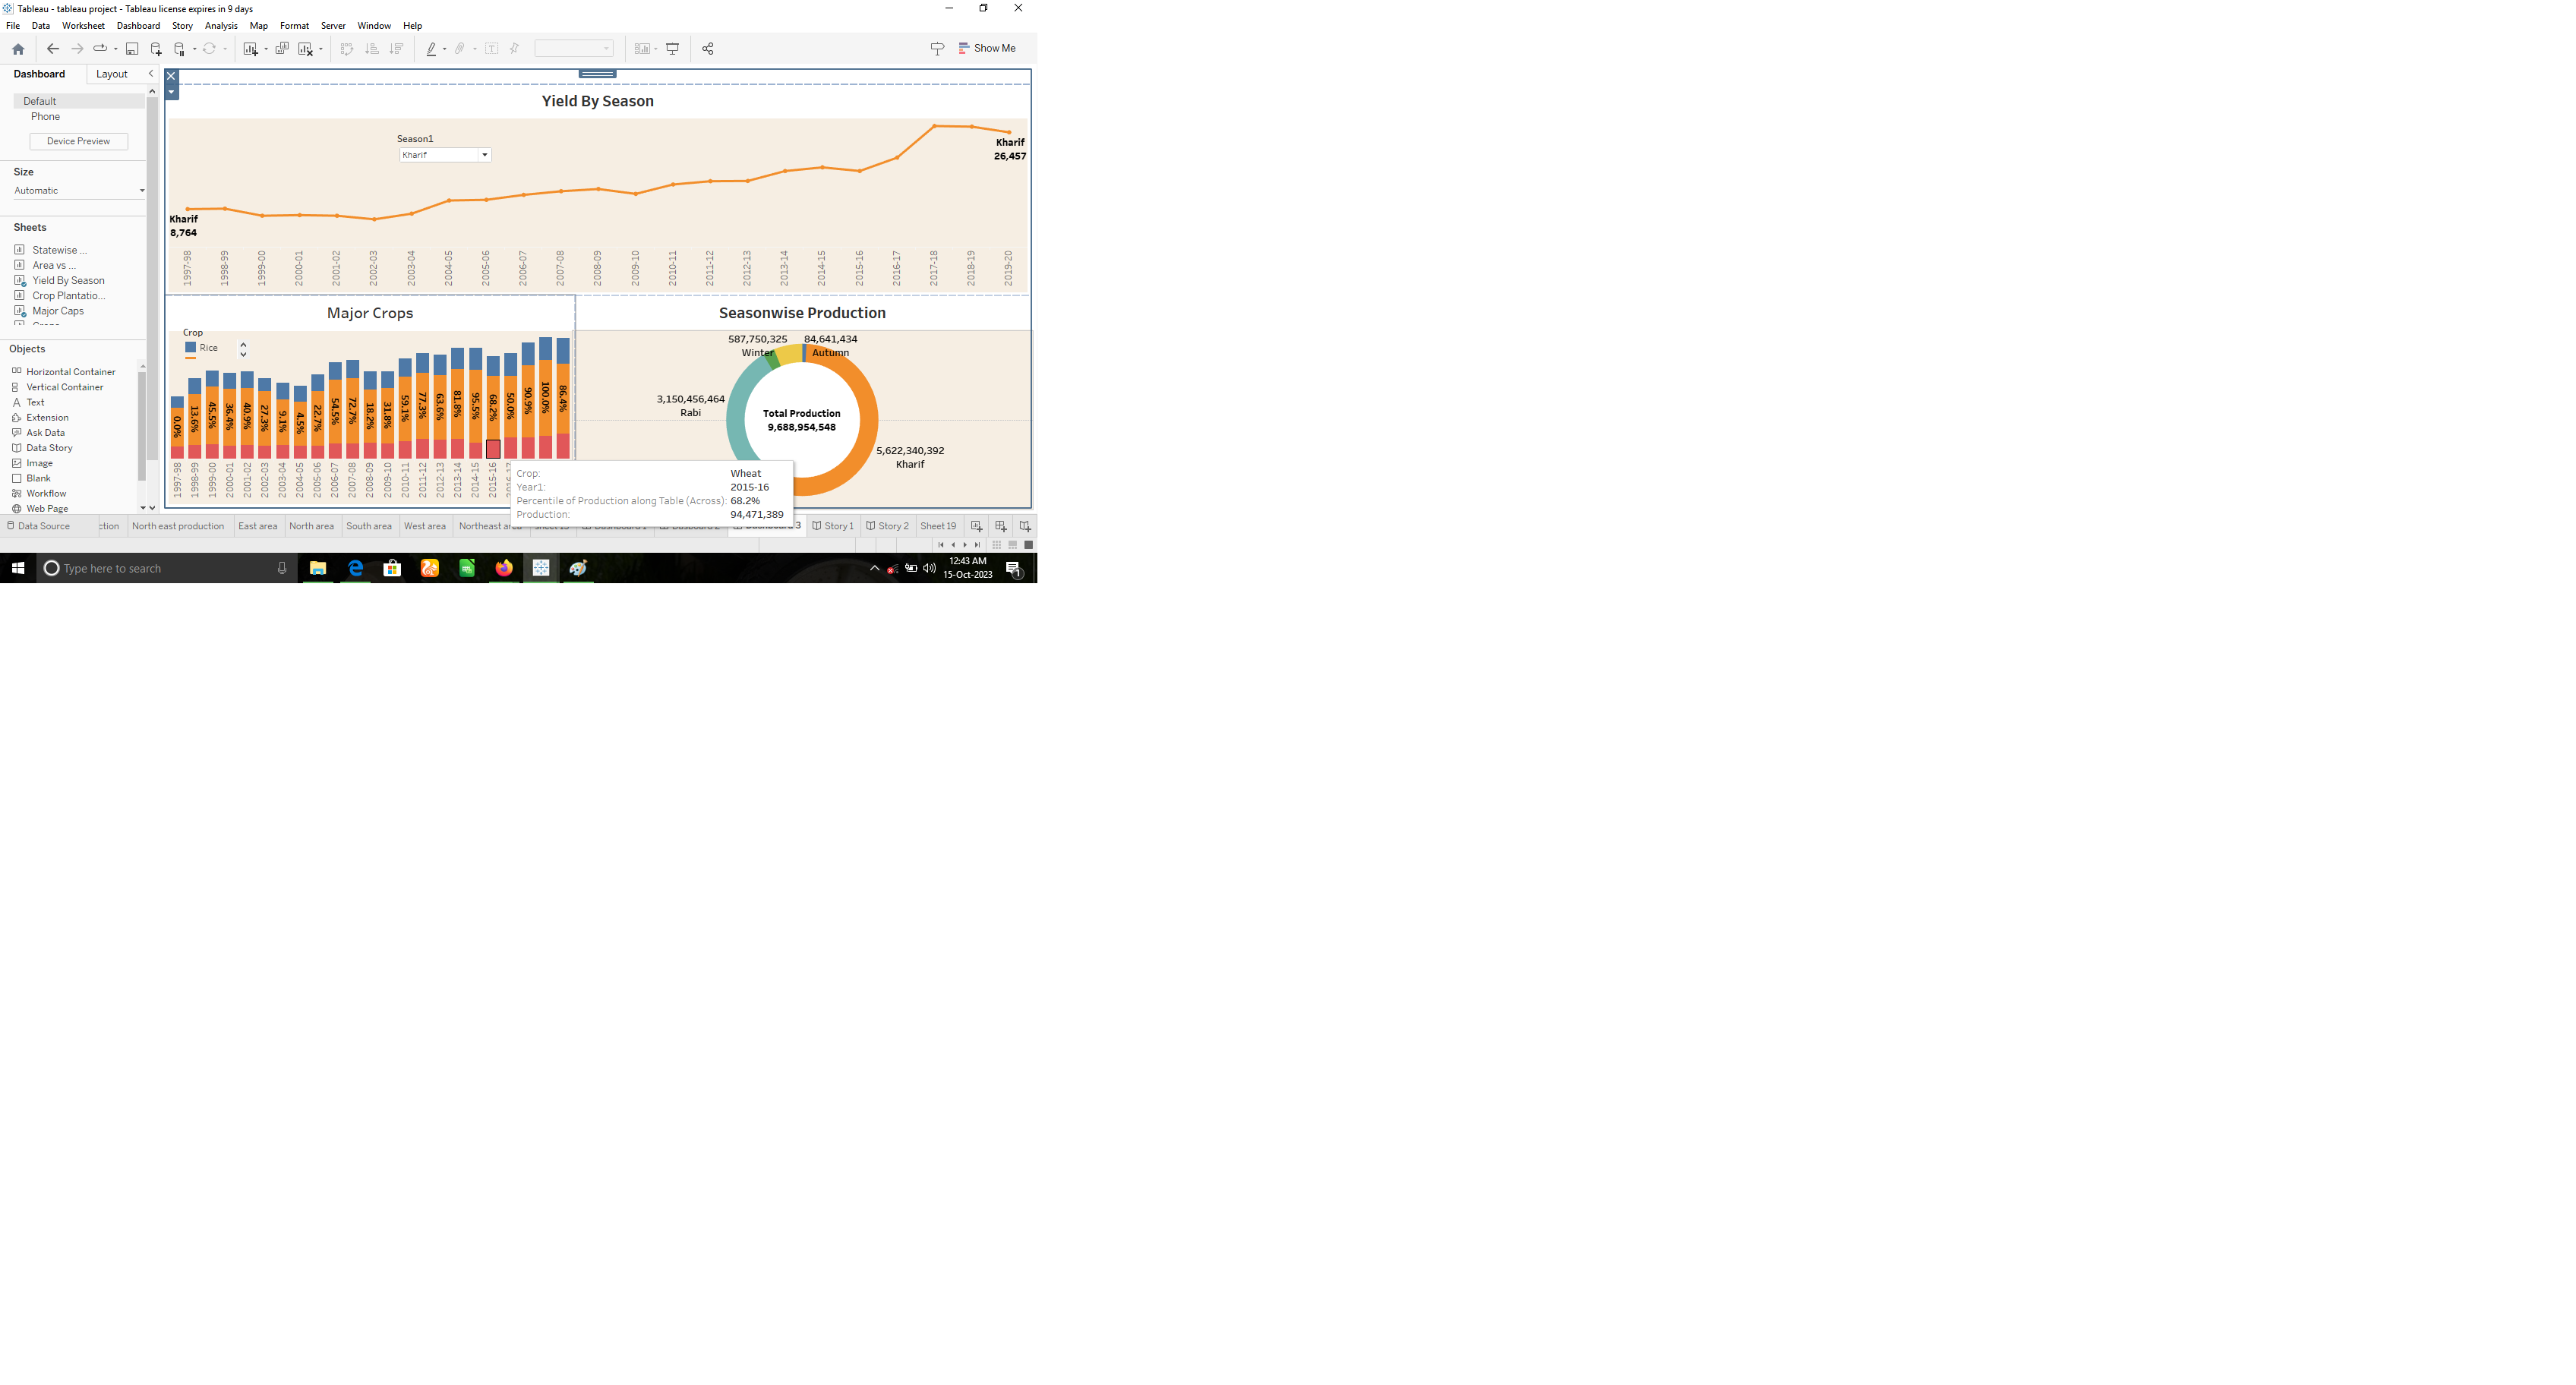 Tableau - tableau project - Tableau license expires in 9 days
File Data Worksheet Dashboard Story Analysis Map Format Server Window Help
Show Me
Dashboard Layout
Default
Phone
Device Preview
Size
Automatic
Sheets
Statewise ...
Area vs ...
Yield By Season
Crop Plantatio...
Major Caps
Objects
Horizontal Container
Vertical Container
Text
Extension
Ask Data
Data Story
Image
Blank
Workflow
Web Page
Yield By Season
Season1
Kharif
Kharif
26,457
Kharif
8,764
1997-98 1998-99 1999-00 2000-01 2001-02 2002-03 2003-04 2004-05 2005-06 2006-07 2007-08 2008-09 2009-10 2010-11 2011-12 2012-13 2013-14 2014-15 2015-16 2016-17 2017-18 2018-19 2019-20
Major Crops
Crop
Rice
0.0% 13.6% 45.5% 36.4% 40.9% 27.3% 9.1% 4.5% 22.7% 54.5% 72.7% 18.2% 31.8% 59.1% 77.3% 63.6% 81.8% 95.5% 68.2% 50.0% 90.9% 100.0% 86.4%
1997-98 1998-99 1999-00 2000-01 2001-02 2002-03 2003-04 2004-05 2005-06 2006-07 2007-08 2008-09 2009-10 2010-11 2011-12 2012-13 2013-14 2014-15 2015-16
Seasonwise Production
587,750,325
Winter
84,641,434
Autumn
3,150,456,464
Rabi
Total Production
9,688,954,548
5,622,340,392
Kharif
Crop: Wheat
Year1: 2015-16
Percentile of Production along Table (Across): 68.2%
Production: 94,471,389
Data Source ction North east production East area North area South area West area Northeast 3 Story 1 Story 2 Sheet 19
Type here to search
12:43 AM
15-Oct-2023
1